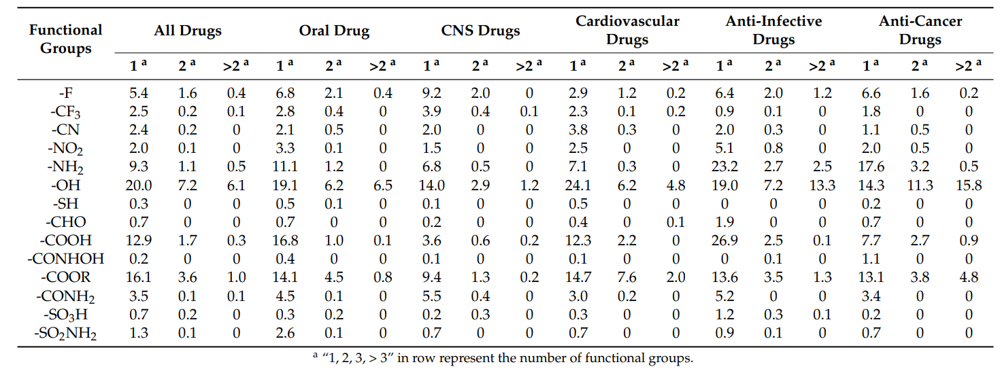 Functional Groups All Drugs Oral Drug CNS Drugs Cardiovascular Drugs Anti-Infective Drugs Anti-Cancer Drugs
1 a 2 a >2 a 1 a 2 a >2 a 1 a 2 a >2 a 1 a 2 a >2 a 1 a 2 a >2 a 1 a 2 a >2 a
-F 5.4 1.6 0.4 6.8 2.1 0.4 9.2 2.0 0 2.9 1.2 0.2 6.4 2.0 1.2 6.6 1.6 0.2
-CF3 2.5 0.2 0.1 2.8 0.4 0 3.9 0.4 0.1 2.3 0.1 0.2 0.9 0.1 0 1.8 0 0
-CN 2.4 0.2 0 2.1 0.5 0 2.0 0 0 3.8 0.3 0 2.0 0.3 0 1.1 0.5 0
-NO2 2.0 0.1 0 3.3 0.1 0 1.5 0 0 2.5 0 0 5.1 0.8 0 2.0 0.5 0
-NH2 9.3 1.1 0.5 11.1 1.2 0 6.8 0.5 0 7.1 0.3 0 23.2 2.7 2.5 17.6 3.2 0.5
-OH 20.0 7.2 6.1 19.1 6.2 6.5 14.0 2.9 1.2 24.1 6.2 4.8 19.0 7.2 13.3 14.3 11.3 15.8
-SH 0.3 0 0 0.5 0.1 0 0.1 0 0 0.5 0 0 0 0 0 0.2 0 0
-CHO 0.7 0 0 0.7 0 0 0.2 0 0 0.4 0 0.1 1.9 0 0 0.7 0 0
-COOH 12.9 1.7 0.3 16.8 1.0 0.1 3.6 0.6 0.2 12.3 2.2 0 26.9 2.5 0.1 7.7 2.7 0.9
-CONHOH 0.2 0 0 0.4 0 0 0.1 0 0 0.1 0 0 0 0.1 0 1.1 0 0
-COOR 16.1 3.6 1.0 14.1 4.5 0.8 9.4 1.3 0.2 14.7 7.6 2.0 13.6 3.5 1.3 13.1 3.8 4.8
-CONH2 3.5 0.1 0.1 4.5 0.1 0 5.5 0.4 0 3.0 0.2 0 5.2 0 0 3.4 0 0
-SO3H 0.7 0.2 0 0.3 0.2 0 0.2 0.3 0 0.3 0 0 1.2 0.3 0.1 0.2 0 0
-SO2NH2 1.3 0.1 0 2.6 0.1 0 0.7 0 0 0.7 0 0 0.9 0.1 0 0.7 0 0
a “1, 2, 3, > 3” in row represent the number of functional groups.